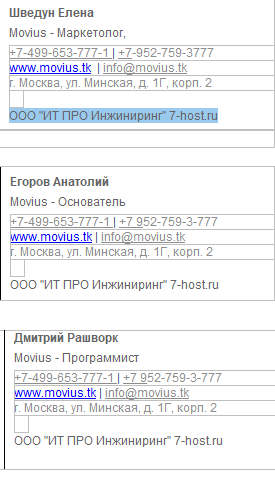 Шведун Елена
Movius - Маркетолог,
+7-499-653-777-1 | +7-952-759-3777
www.movius.tk | info@movius.tk
г. Москва, ул. Минская, д. 1Г, корп. 2
ООО "ИТ ПРО Инжиниринг" 7-host.ru
Егоров Анатолий
Movius - Основатель
+7-499-653-777-1 | +7 952-759-3-777
www.movius.tk | info@movius.tk
г. Москва, ул. Минская, д. 1Г, корп. 2
ООО "ИТ ПРО Инжиниринг" 7-host.ru
Дмитрий Рашворк
Movius - Программист
+7-499-653-777-1 | +7 952-759-3-777
www.movius.tk | info@movius.tk
г. Москва, ул. Минская, д. 1Г, корп. 2
ООО "ИТ ПРО Инжиниринг" 7-host.ru